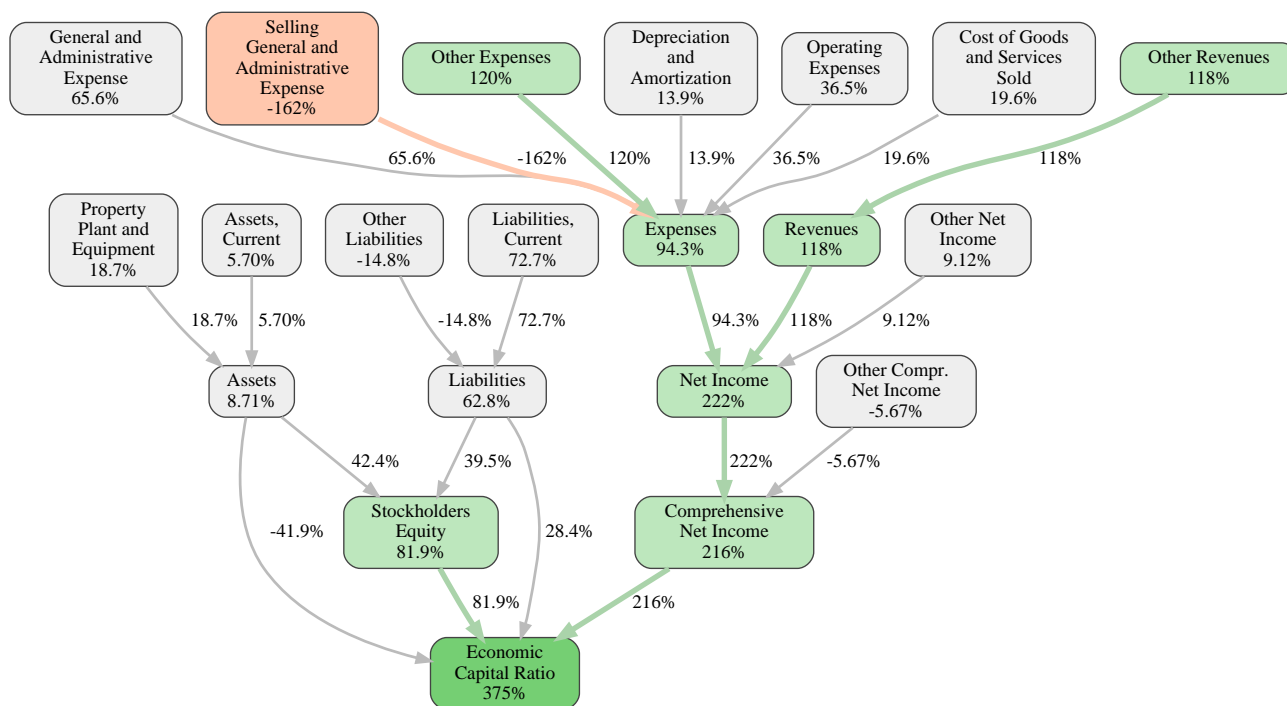 General and
Administrative
Expense
65.6%
Selling
General and
Administrative
Expense
-162%
Other Expenses
120%
Depreciation
and
Amortization
13.9%
Operating
Expenses
36.5%
Cost of Goods
and Services
Sold
19.6%
Other Revenues
118%
65.6%
-162%
120%
13.9%
36.5%
19.6%
118%
Property
Plant and
Equipment
18.7%
Assets,
Current
5.70%
Other
Liabilities
-14.8%
Liabilities,
Current
72.7%
Expenses
94.3%
Revenues
118%
Other Net
Income
9.12%
18.7%
5.70%
-14.8%
72.7%
94.3%
118%
9.12%
Assets
8.71%
Liabilities
62.8%
Net Income
222%
Other Compr.
Net Income
-5.67%
42.4%
39.5%
222%
-5.67%
-41.9%
Stockholders
Equity
81.9%
28.4%
Comprehensive
Net Income
216%
81.9%
216%
Economic
Capital Ratio
375%